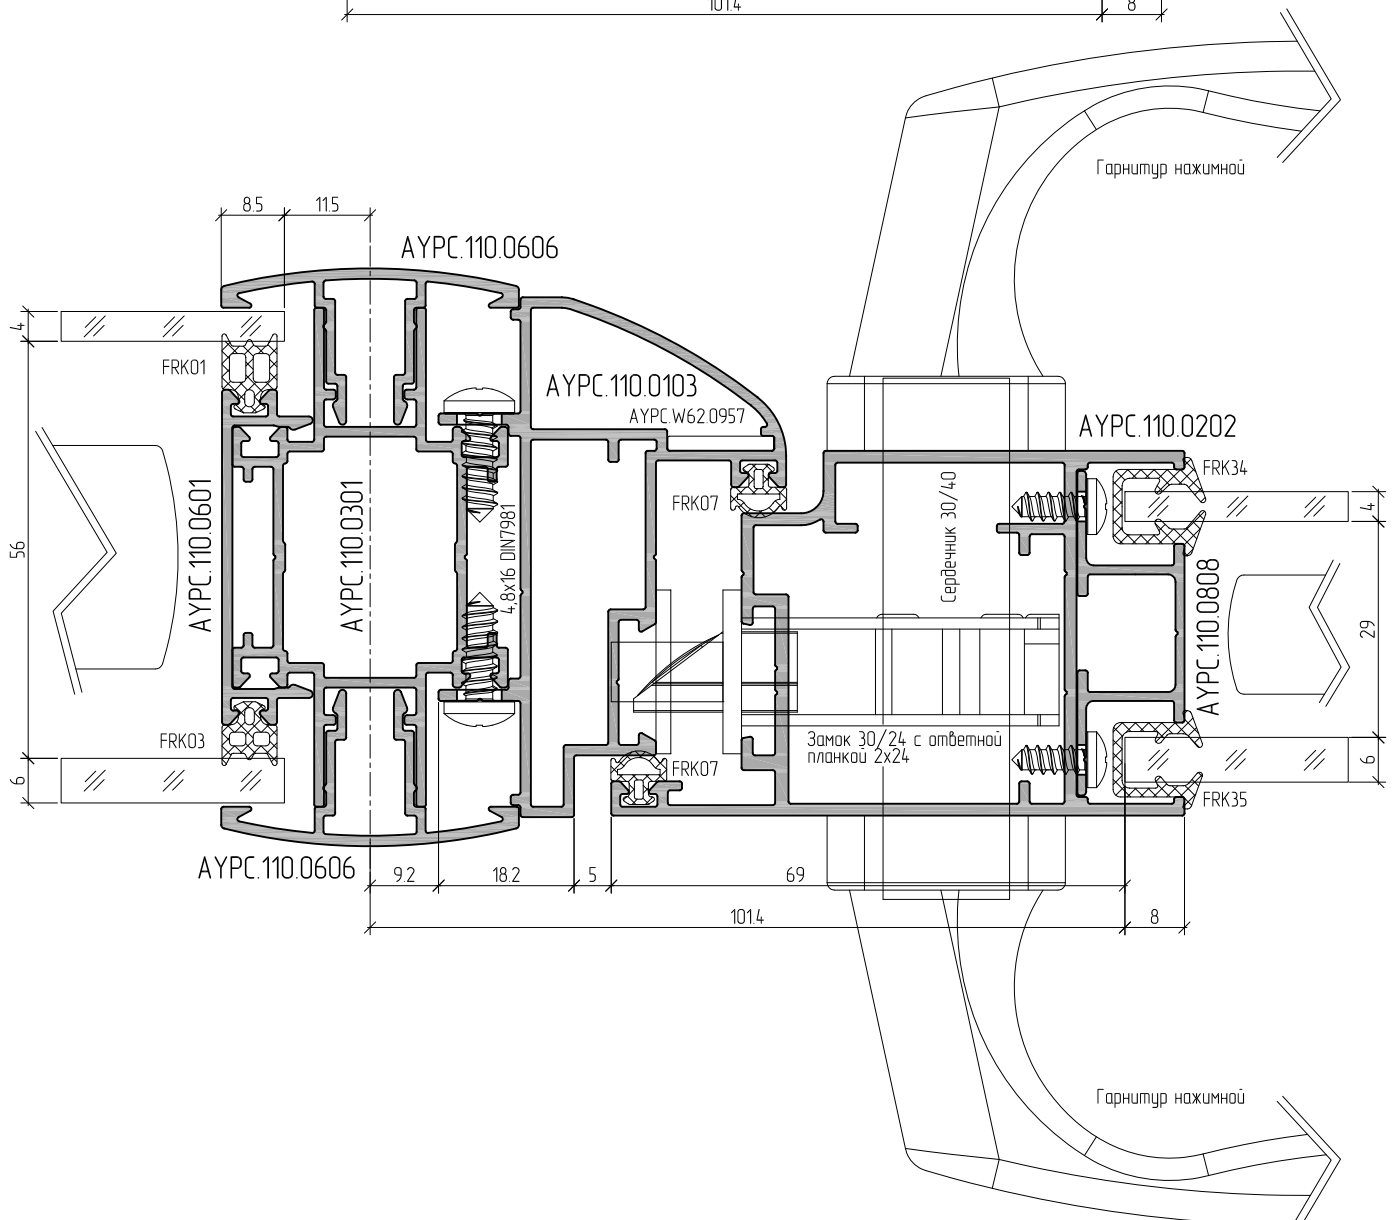 101.4
8
Гарнитур нажимной
8.5
11.5
AYPC.110.0606
4
FRK01
AYPC.110.0103
AYPC.W62.0957
AYPC.110.0202
FRK34
FRK07
4
56
AYPC.110.0601
AYPC.110.0301
4,8x16 DIN7981
Сердечник 30/40
AYPC.110.0808
29
FRK03
FRK07
Замок 30/24 с ответной
планкой 2x24
6
6
FRK35
AYPC.110.0606
9.2
18.2
5
69
101.4
8
Гарнитур нажимной